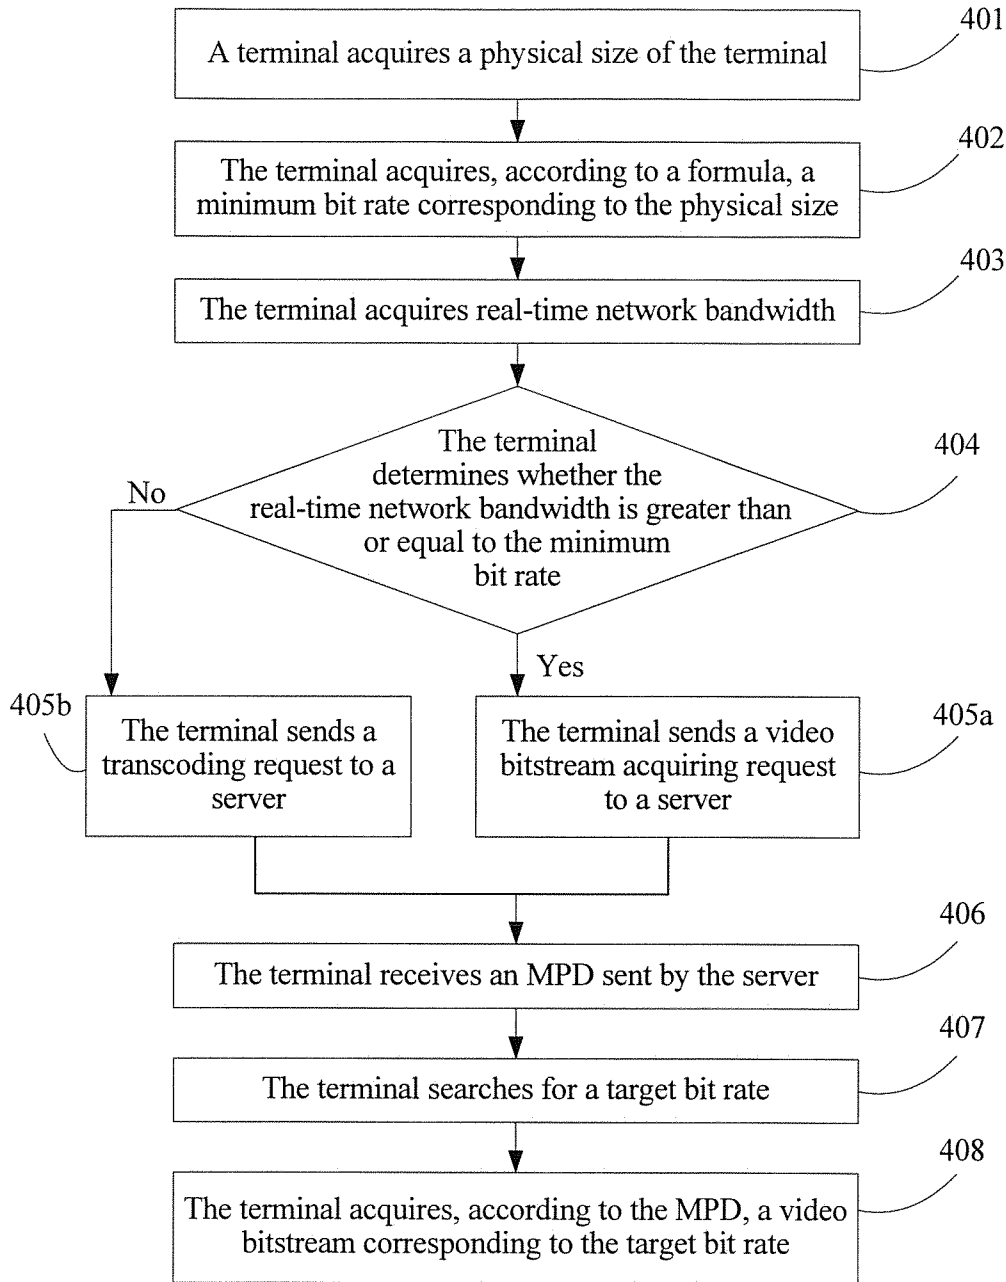 401
A terminal acquires a physical size of the terminal
402
The terminal acquires, according to a formula, a
minimum bit rate corresponding to the physical size
403
The terminal acquires real-time network bandwidth
404
The terminal
determines whether the
real-time network bandwidth is greater than
or equal to the minimum
bit rate
No
Yes
405b
The terminal sends a
transcoding request to a
server
405a
The terminal sends a video
bitstream acquiring request
to a server
406
The terminal receives an MPD sent by the server
407
The terminal searches for a target bit rate
408
The terminal acquires, according to the MPD, a video
bitstream corresponding to the target bit rate